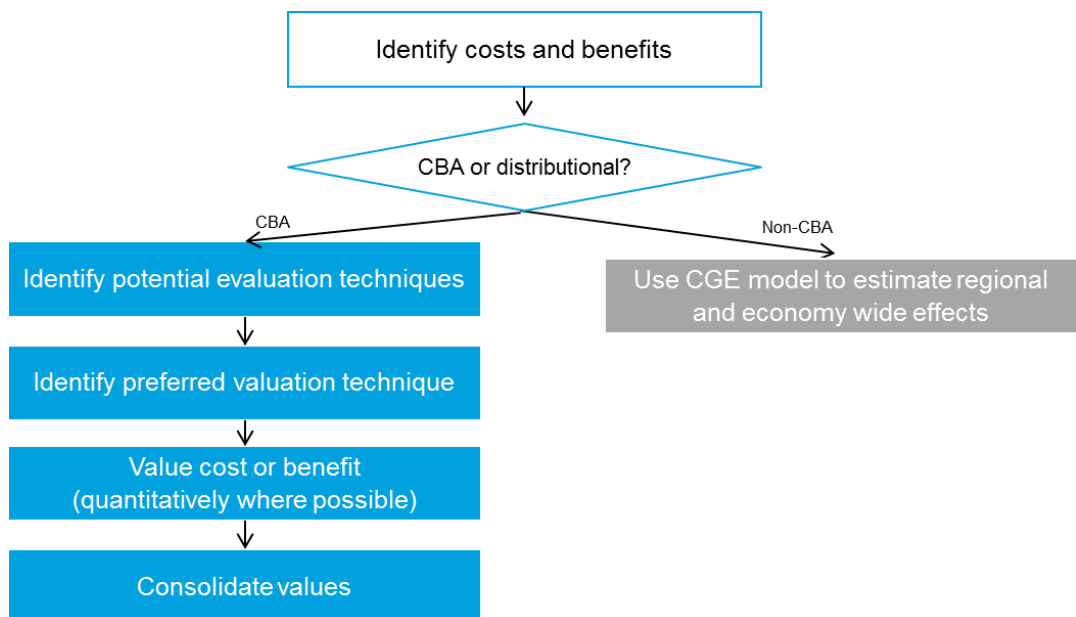 Identify costs and benefits
CBA or distributional?
CBA
Non-CBA
Identify potential evaluation techniques
Use CGE model to estimate regional
and economy wide effects
Identify preferred valuation technique
Value cost or benefit
(quantitatively where possible)
Consolidate values